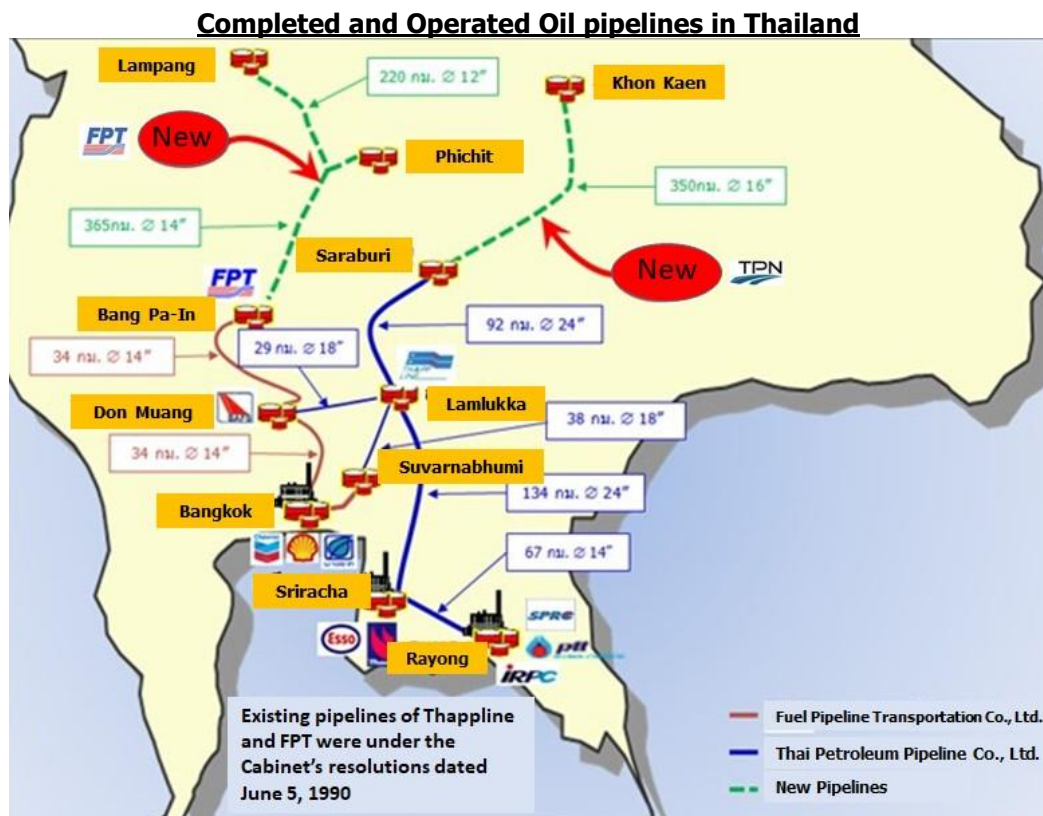 Completed and Operated Oil pipelines in Thailand
Lampang
220 กม. ∅ 12”
Khon Kaen
FPT
New
Phichit
350กม. ∅ 16”
365กม. ∅ 14”
Saraburi
New
TPN
FPT
Bang Pa-In
92 กม. ∅ 24”
29 กม. ∅ 18”
34 กม. ∅ 14”
Don Muang
Lamlukka
38 กม. ∅ 18”
34 กม. ∅ 14”
Suvarnabhumi
134 กม. ∅ 24”
Bangkok
67 กม. ∅ 14”
Sriracha
SPRC
Esso
ptt
Rayong
IRPC
Existing pipelines of Thappline
and FPT were under the
Cabinet’s resolutions dated
June 5, 1990
Fuel Pipeline Transportation Co., Ltd.
Thai Petroleum Pipeline Co., Ltd.
New Pipelines